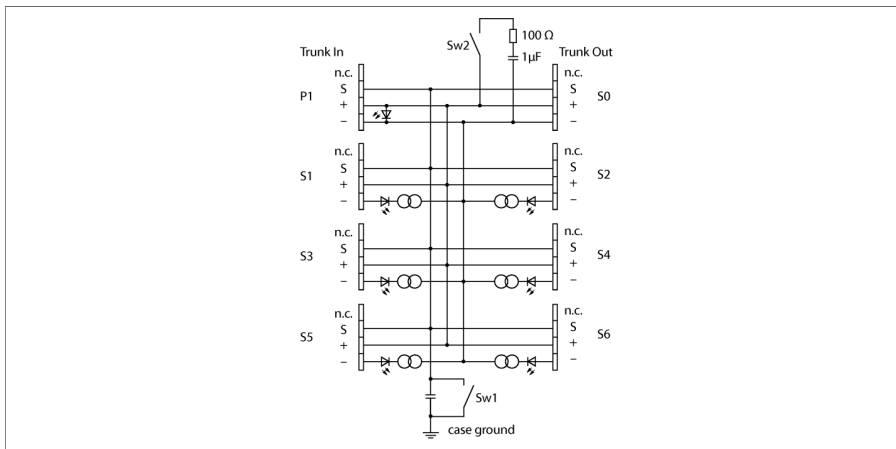 Trunk In
Sw2
100 Ω
1µF
Trunk Out
P1
n.c.
S
+
–
n.c.
S
+
–
S0
S1
n.c.
S
+
–
n.c.
S
+
–
S2
S3
n.c.
S
+
–
n.c.
S
+
–
S4
S5
n.c.
S
+
–
n.c.
S
+
–
S6
Sw1
case ground